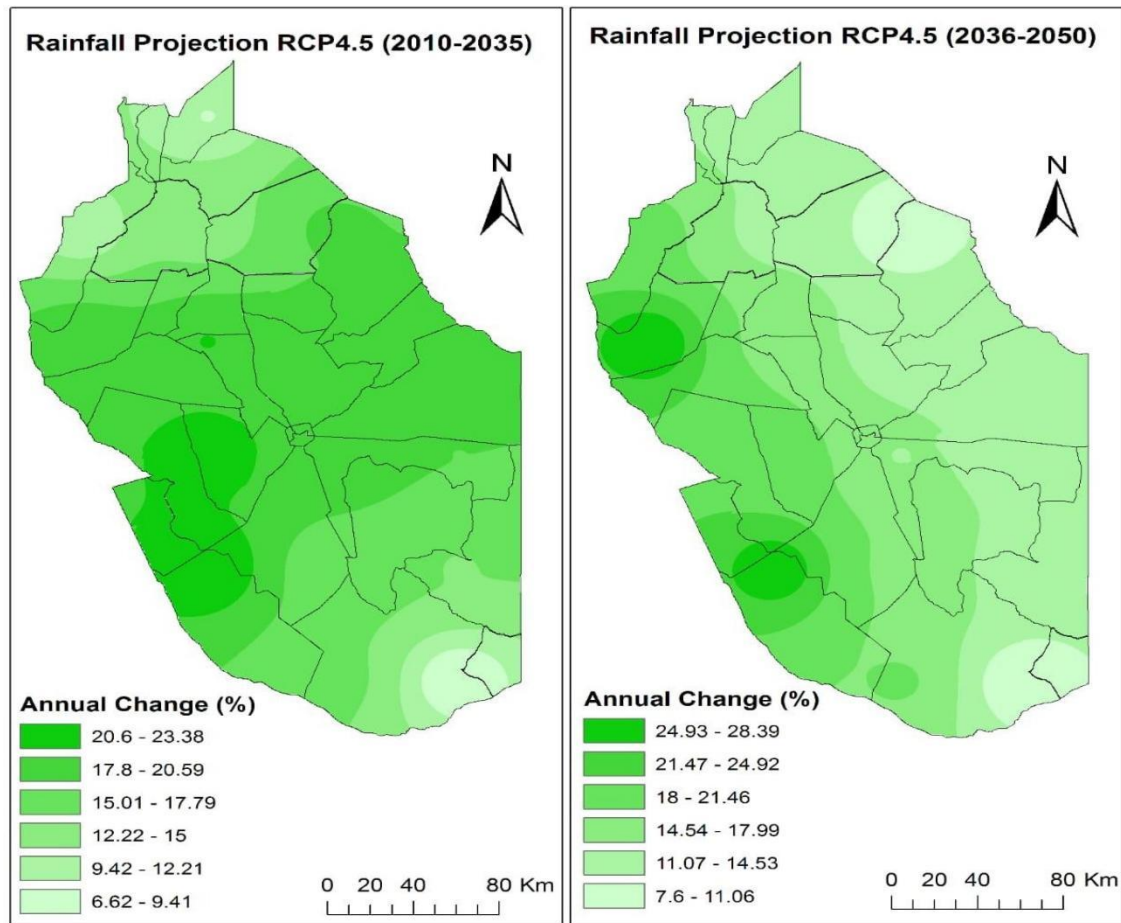 Rainfall Projection RCP4.5 (2010-2035)
N
Annual Change (%)
20.6 - 23.38
17.8 - 20.59
15.01 - 17.79
12.22 - 15
9.42 - 12.21
6.62 - 9.41
0 20 40 80 Km
Rainfall Projection RCP4.5 (2036-2050)
N
Annual Change (%)
24.93 - 28.39
21.47 - 24.92
18 - 21.46
14.54 - 17.99
11.07 - 14.53
7.6 - 11.06
0 20 40 80 Km